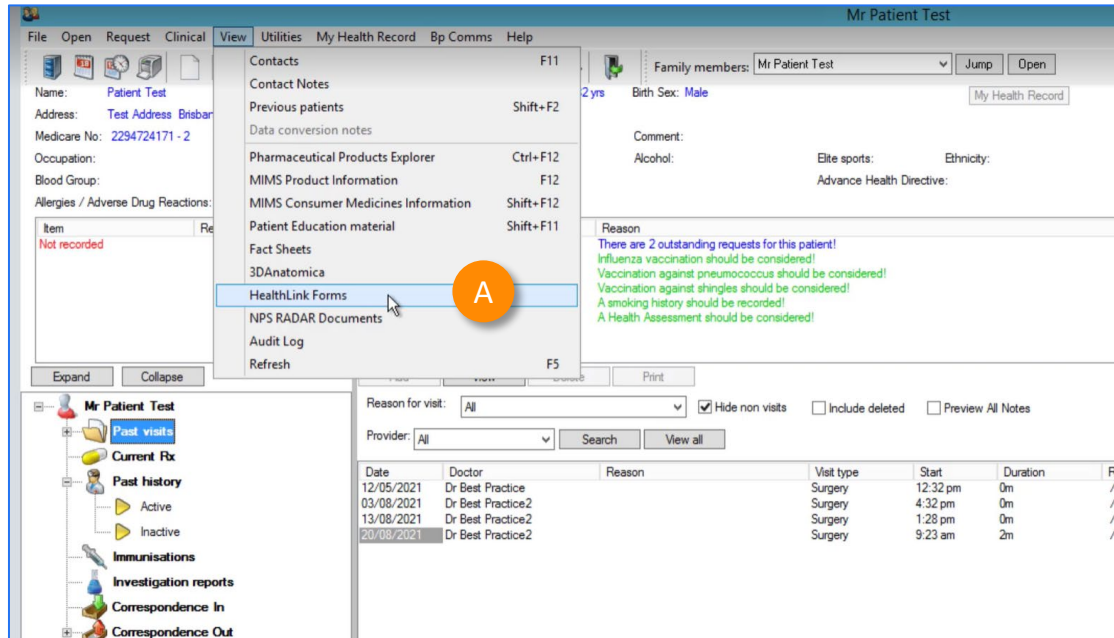 Mr Patient Test
File Open Request Clinical View Utilities My Health Record Bp Comms Help
Contacts F11
Contact Notes
Previous patients Shift+F2
Data conversion notes
Pharmaceutical Products Explorer Ctrl+F12
MIMS Product Information F12
MIMS Consumer Medicines Information Shift+F12
Patient Education material Shift+F11
Fact Sheets
3DAnatomica
HealthLink Forms
A
NPS RADAR Documents
Audit Log
Refresh F5
Family members: Mr Patient Test Jump Open
Name: Patient Test
2 yrs Birth Sex: Male My Health Record
Address: Test Address Brisbar
Medicare No: 2294724171 - 2
Comment:
Occupation:
Alcohol: Elite sports: Ethnicity:
Blood Group:
Advance Health Directive:
Allergies / Adverse Drug Reactions:
Item Re
Not recorded
Reason
There are 2 outstanding requests for this patient!
Influenza vaccination should be considered!
Vaccination against pneumococcus should be considered!
Vaccination against shingles should be considered!
A smoking history should be recorded!
A Health Assessment should be considered!
Expand Collapse
Print
Mr Patient Test
Past visits
Current Rx
Past history
Active
Inactive
Immunisations
Investigation reports
Correspondence In
Correspondence Out
Reason for visit: All Hide non visits Include deleted Preview All Notes
Provider: All Search View all
Date Doctor Reason Visit type Start Duration
12/05/2021 Dr Best Practice Surgery 12:32 pm 0m
03/08/2021 Dr Best Practice2 Surgery 4:32 pm 0m
13/08/2021 Dr Best Practice2 Surgery 1:28 pm 0m
20/08/2021 Dr Best Practice2 Surgery 9:23 am 2m